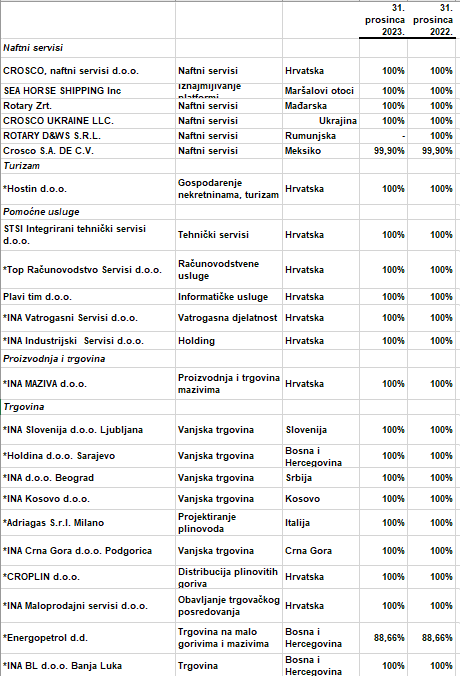 31. 31.
prosinca prosinca
2023. 2022.
Naftni servisi
CROSCO, naftni servisi d.o.o. Naftni servisi Hrvatska 100% 100%
SEA HORSE SHIPPING Inc Iznajmljivanje platformi Maršalovi otoci 100% 100%
Rotary Zrt. Naftni servisi Mađarska 100% 100%
CROSCO UKRAINE LLC. Naftni servisi Ukrajina 100% 100%
ROTARY D&WS S.R.L. Naftni servisi Rumunjska - 100%
Crosco S.A. DE C.V. Naftni servisi Meksiko 99,90% 99,90%
Turizam
*Hostin d.o.o. Gospodarenje nekretninama, turizam Hrvatska 100% 100%
Pomoćne usluge
STSI Integrirani tehnički servisi d.o.o. Tehnički servisi Hrvatska 100% 100%
*Top Računovodstvo Servisi d.o.o. Računovodstvene usluge Hrvatska 100% 100%
Plavi tim d.o.o. Informatičke usluge Hrvatska 100% 100%
*INA Vatrogasni Servisi d.o.o. Vatrogasna djelatnost Hrvatska 100% 100%
*INA Industrijski Servisi d.o.o. Holding Hrvatska 100% 100%
Proizvodnja i trgovina
*INA MAZIVA d.o.o. Proizvodnja i trgovina mazivima Hrvatska 100% 100%
Trgovina
*INA Slovenija d.o.o. Ljubljana Vanjska trgovina Slovenija 100% 100%
*Holdina d.o.o. Sarajevo Vanjska trgovina Bosna i Hercegovina 100% 100%
*INA d.o.o. Beograd Vanjska trgovina Srbija 100% 100%
*INA Kosovo d.o.o. Vanjska trgovina Kosovo 100% 100%
*Adriagas S.r.l. Milano Projektiranje plinovoda Italija 100% 100%
*INA Crna Gora d.o.o. Podgorica Vanjska trgovina Crna Gora 100% 100%
*CROPLIN d.o.o. Distribucija plinovitih goriva Hrvatska 100% 100%
*INA Maloprodajni servisi d.o.o. Obavljanje trgovačkog posredovanja Hrvatska 100% 100%
*Energopetrol d.d. Trgovina na malo gorivima i mazivima Bosna i Hercegovina 88,66% 88,66%
*INA BL d.o.o. Banja Luka Trgovina Bosna i Hercegovina 100% 100%